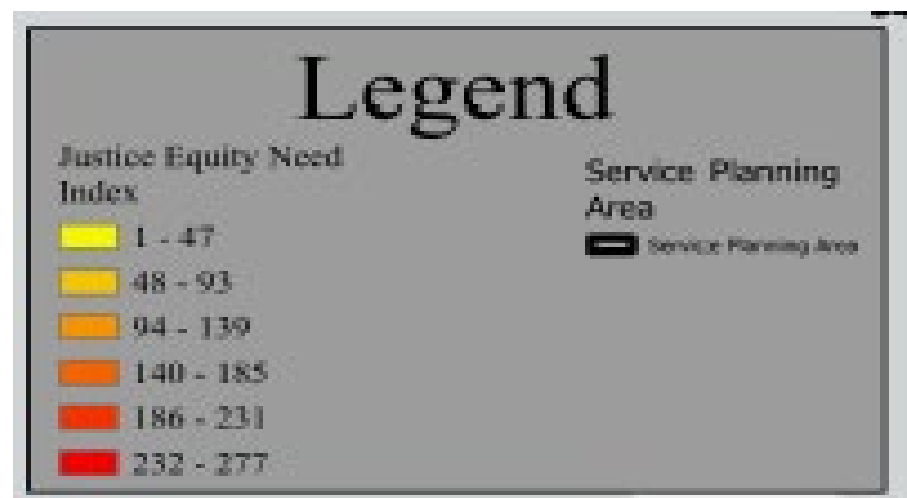 Legend
Justice Equity Need
Index
1 - 47
48 - 93
94 - 139
140 - 185
186 - 231
232 - 277
Service Planning
Area
Service Planning Area